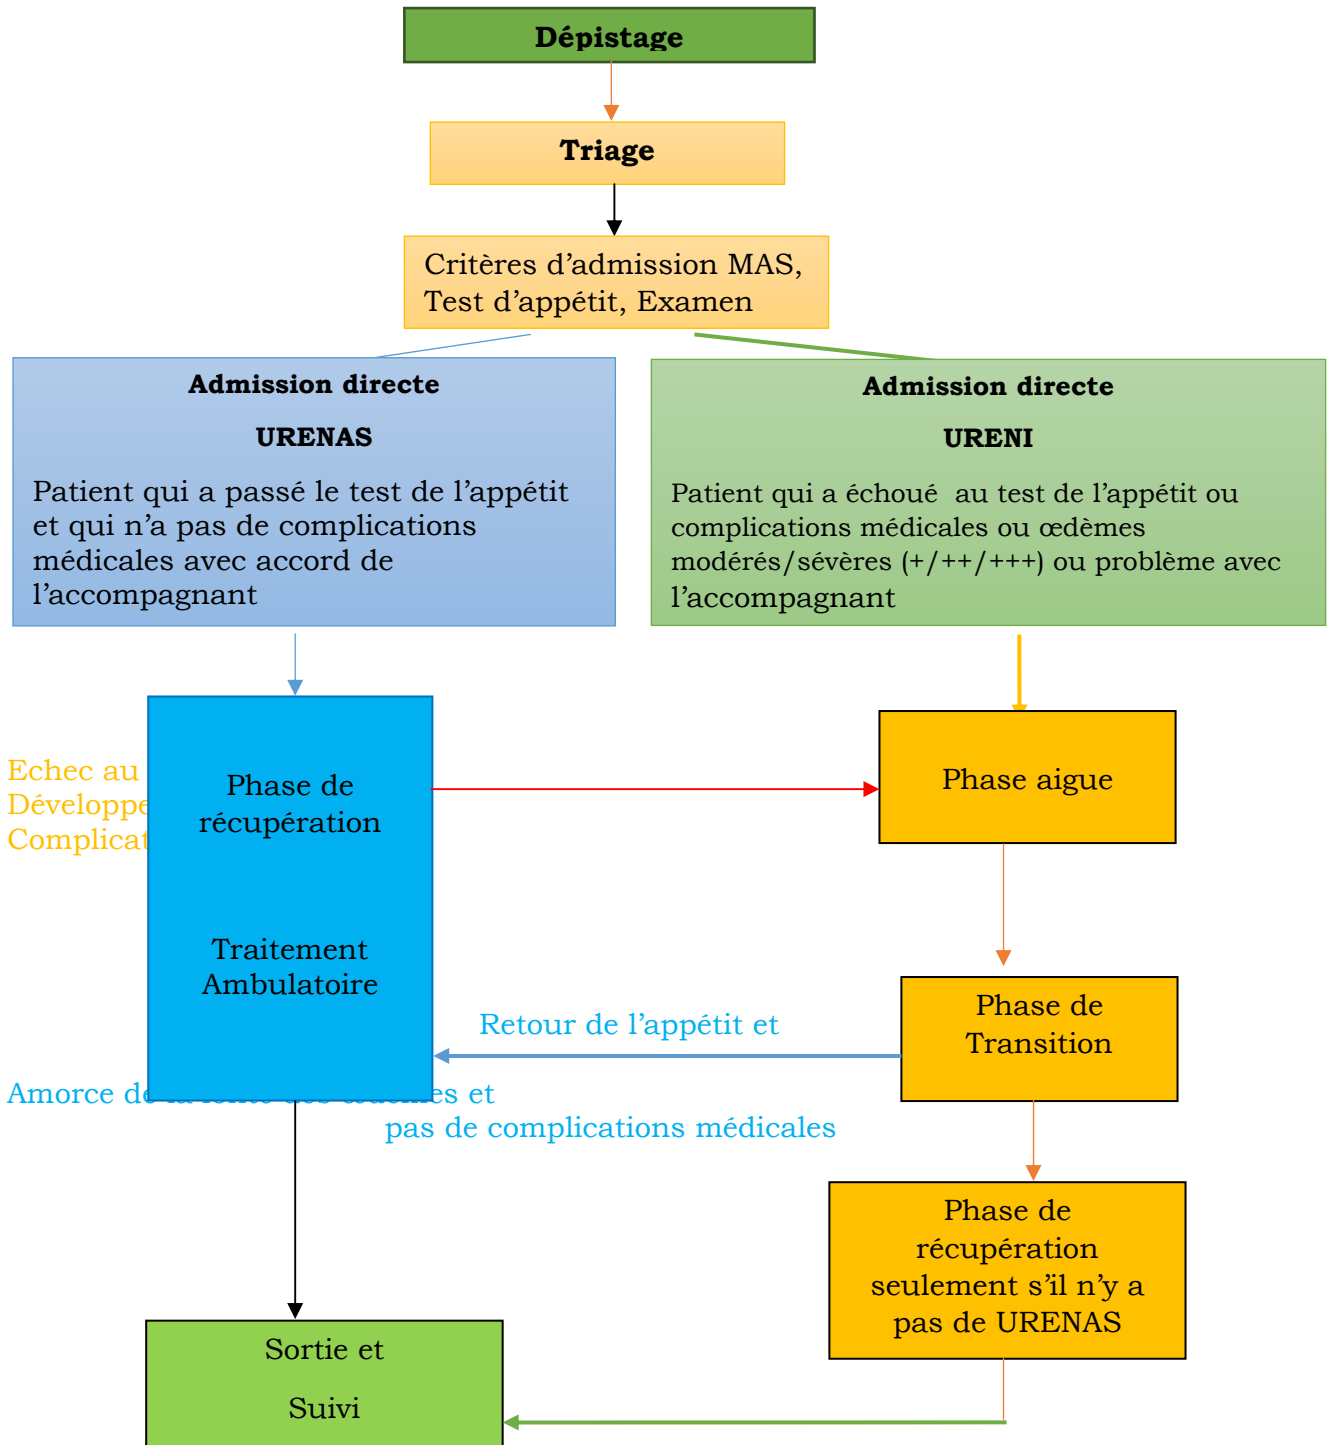 Dépistage
Triage
Critères d’admission MAS,
Test d’appétit, Examen
Admission directe
URENAS
Patient qui a passé le test de l’appétit
et qui n’a pas de complications
médicales avec accord de
l’accompagnant
Admission directe
URENI
Patient qui a échoué au test de l’appétit ou
complications médicales ou œdèmes
modérés/sévères (+/++/+++) ou problème avec
l’accompagnant
Echec au
Phase de
récupération
Traitement
Ambulatoire
Phase aigue
Phase de
Transition
Retour de l’appétit et
Amorce et
pas de complications médicales
Phase de
récupération
seulement s’il n’y a
pas de URENAS
Sortie et
Suivi